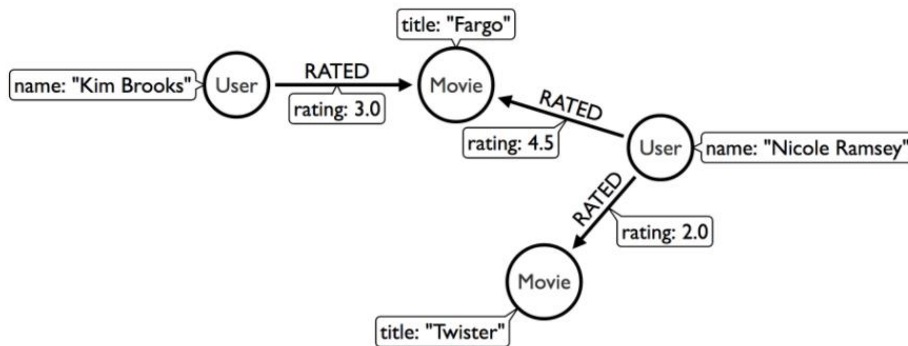 title: "Fargo"
name: "Kim Brooks"
User
RATED
rating: 3.0
Movie
RATED
rating: 4.5
User
name: "Nicole Ramsey"
RATED
rating: 2.0
Movie
title: "Twister"